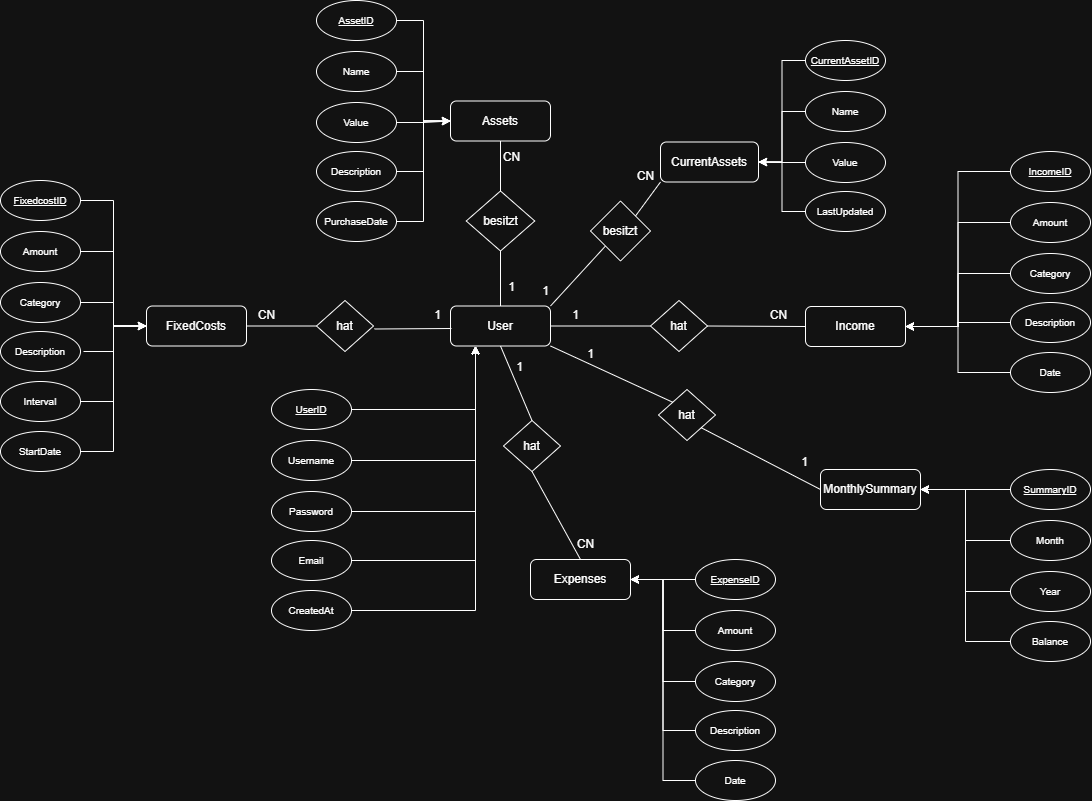 AssetID
Name
Value
Description
PurchaseDate
Assets
CN
besitzt
1
CurrentAssetID
Name
Value
LastUpdated
CurrentAssets
CN
besitzt
1
FixedcostID
Amount
Category
Description
Interval
StartDate
FixedCosts
CN
hat
1
User
1
hat
CN
Income
IncomeID
Amount
Category
Description
Date
UserID
Username
Password
Email
CreatedAt
1
hat
CN
Expenses
ExpenseID
Amount
Category
Description
Date
1
hat
1
MonthlySummary
SummaryID
Month
Year
Balance